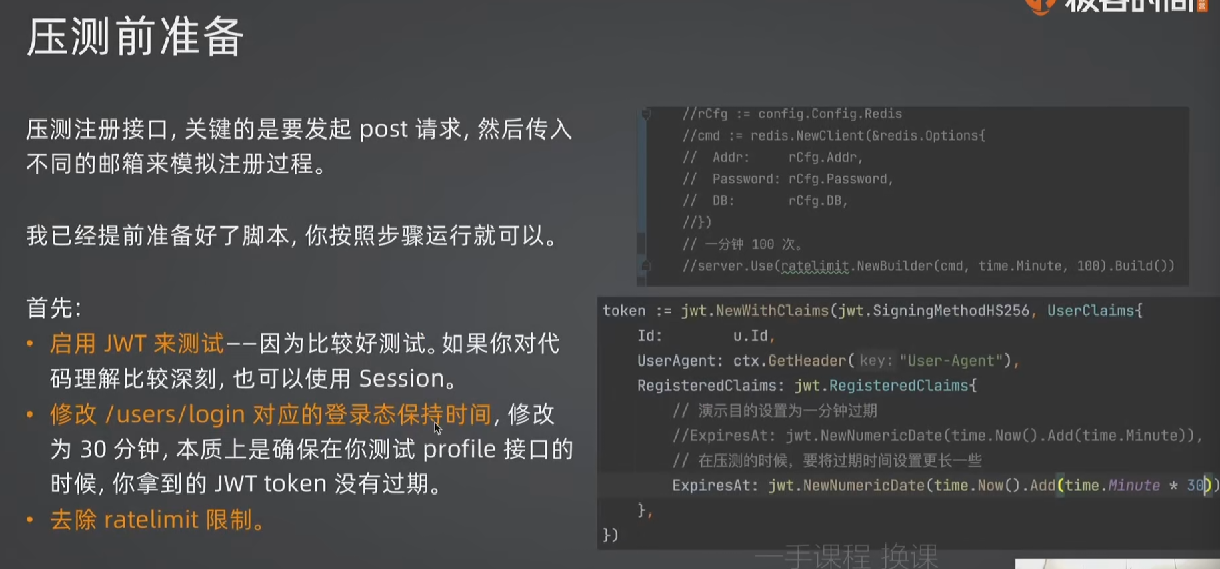 极客时间
压测前准备
压测注册接口, 关键的是要发起 post 请求, 然后传入
不同的邮箱来模拟注册过程。
我已经提前准备好了脚本, 你按照步骤运行就可以。
首先:
• 启用 JWT 来测试——因为比较好测试。如果你对代
码理解比较深刻, 也可以使用 Session。
• 修改 /users/login 对应的登录态保持时间, 修改
为 30 分钟, 本质上是确保在你测试 profile 接口的
时候, 你拿到的 JWT token 没有过期。
• 去除 ratelimit 限制。
//rCfg := config.Config.Redis
//cmd := redis.NewClient(&redis.Options{
// Addr: rCfg.Addr,
// Password: rCfg.Password,
// DB: rCfg.DB,
//})
// 一分钟 100 次。
//server.Use(ratelimit.NewBuilder(cmd, time.Minute, 100).Build())
token := jwt.NewWithClaims(jwt.SigningMethodHS256, UserClaims{
Id: u.Id,
UserAgent: ctx.GetHeader( key: "User-Agent"),
RegisteredClaims: jwt.RegisteredClaims{
// 演示目的设置为一分钟过期
//ExpiresAt: jwt.NewNumericDate(time.Now().Add(time.Minute)),
// 在压测的时候，要将过期时间设置更长一些
ExpiresAt: jwt.NewNumericDate(time.Now().Add(time.Minute * 30))
},
})
一手课程 换课